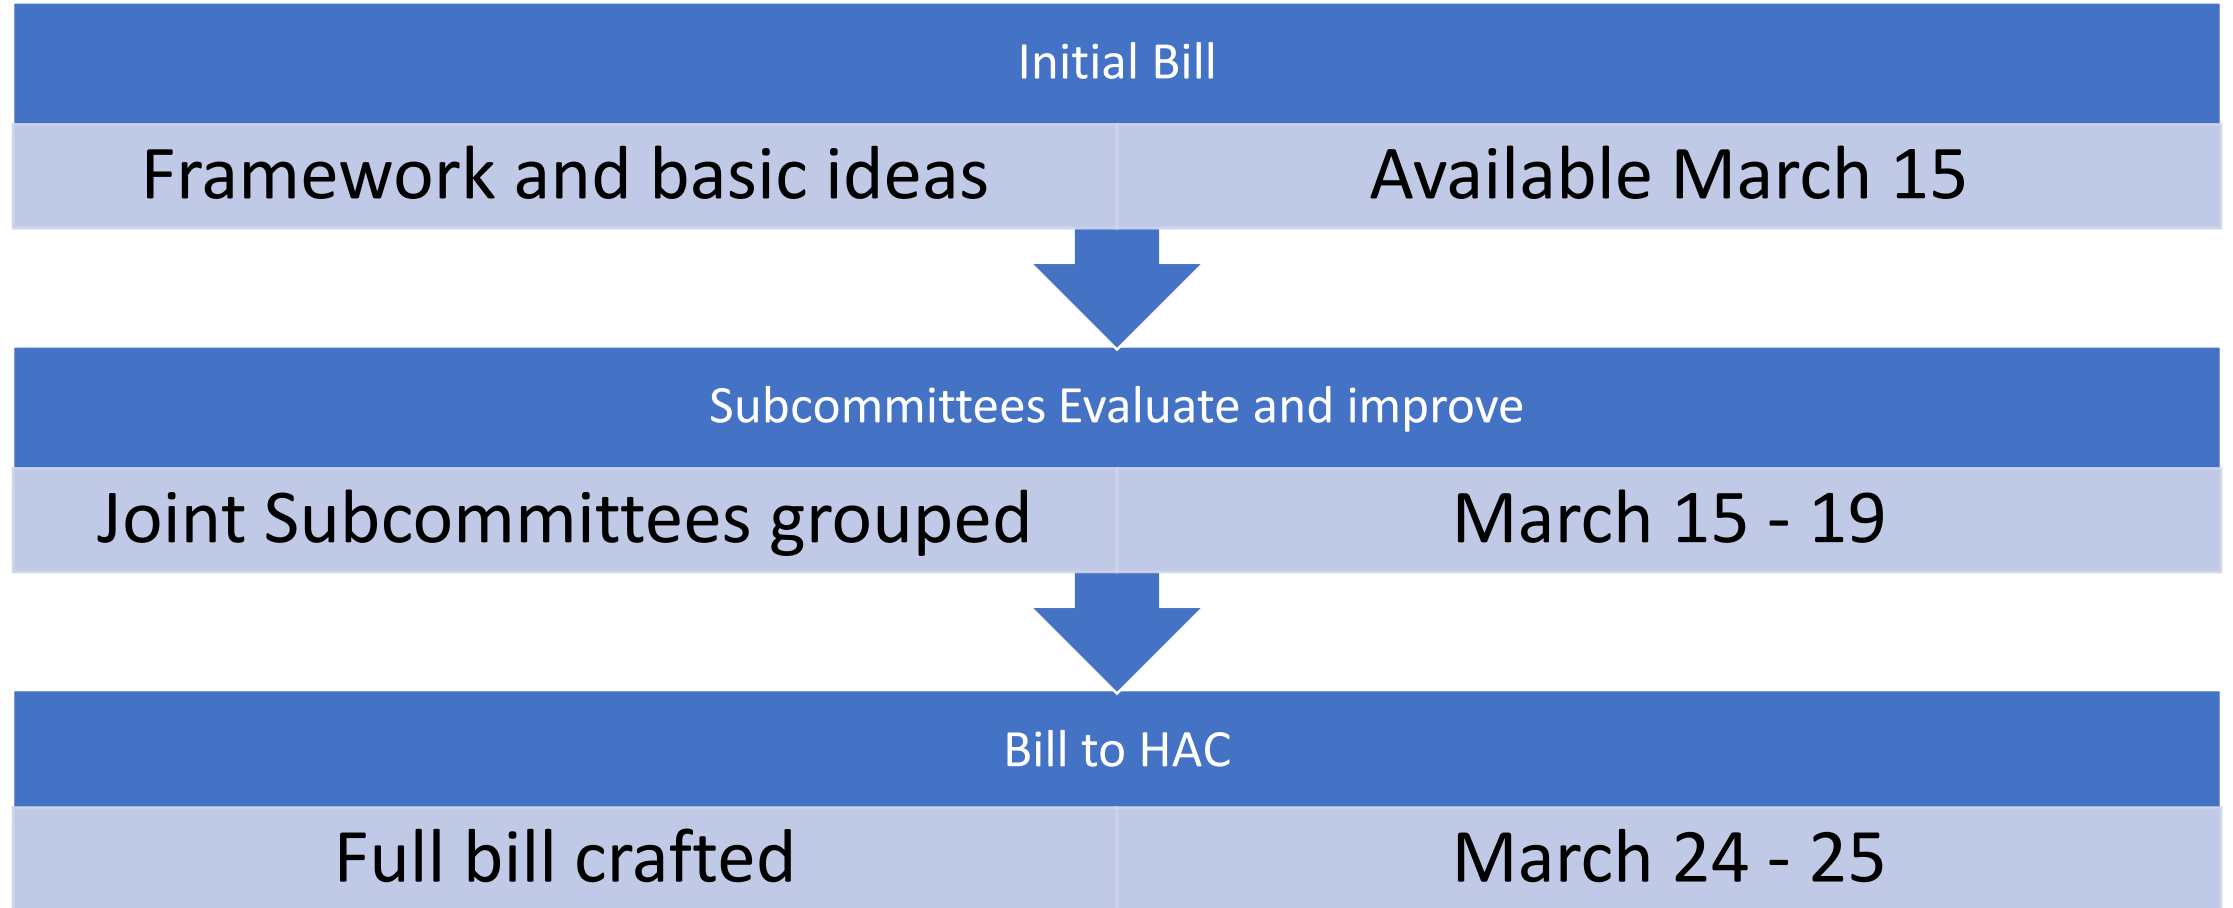 Initial Bill
Framework and basic ideas
Available March 15
Subcommittees Evaluate and improve
Joint Subcommittees grouped
March 15 - 19
Bill to HAC
Full bill crafted
March 24 - 25